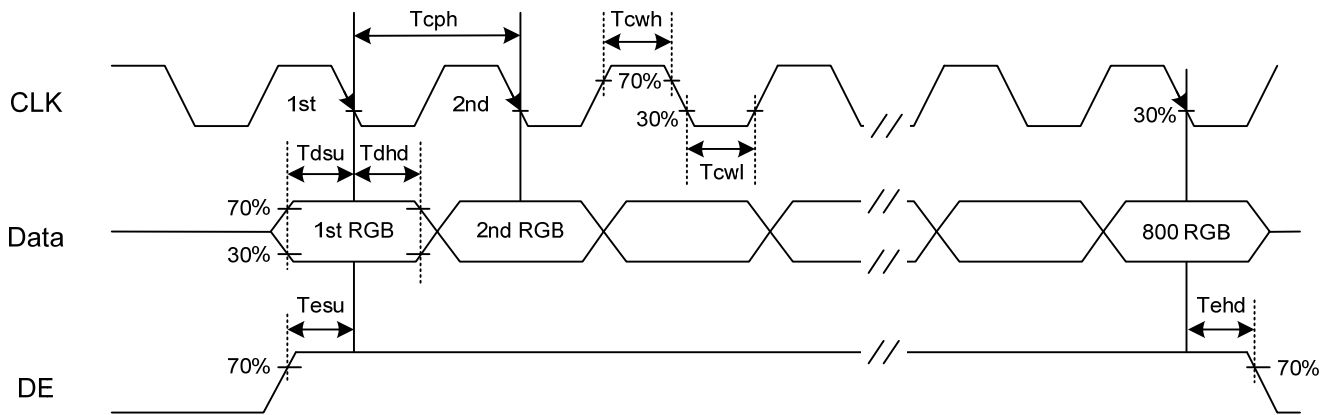 Tcph
Tcwh
CLK
1st
2nd
70%
30%
30%
Tdsu
Tdhd
Tcwl
Data
70%
30%
1st RGB
2nd RGB
800 RGB
Tesu
Tehd
DE
70%
70%